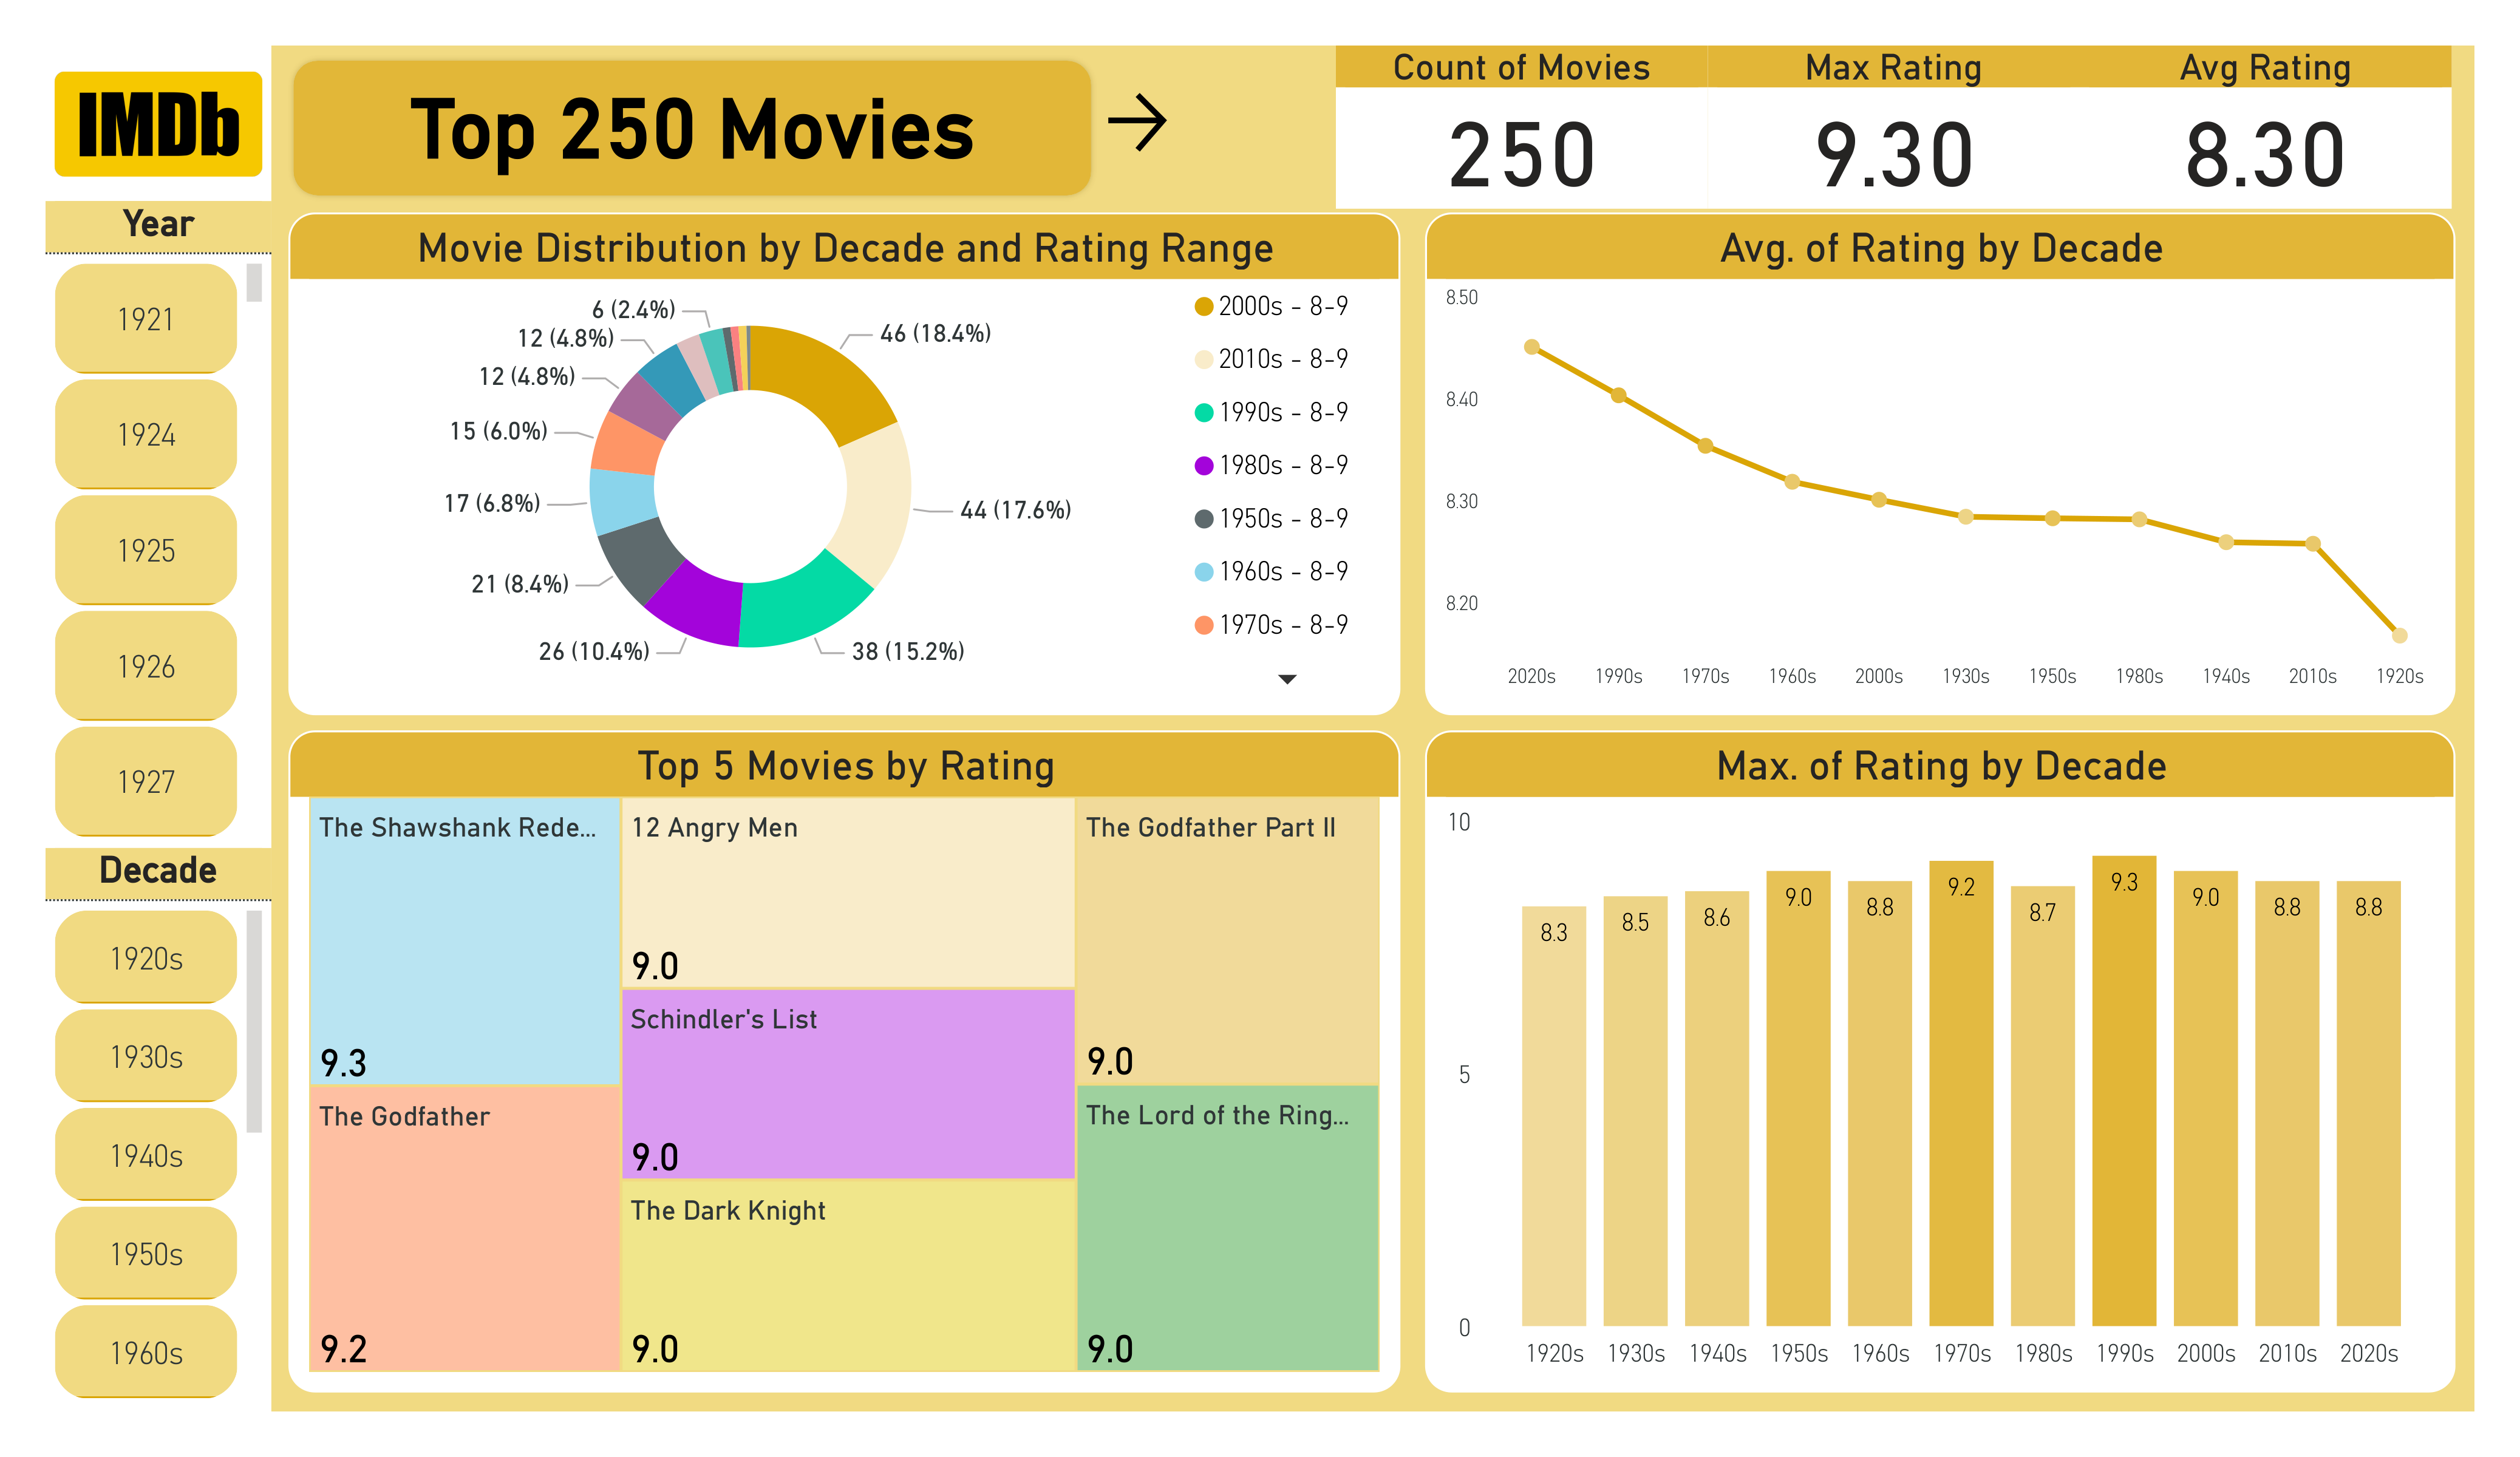 IMDb
Top 250 Movies
Count of Movies
Max Rating
Avg Rating
250
9.30
8.30
Year
1921
1924
1925
1926
1927
Decade
1920s
1930s
1940s
1950s
1960s
Movie Distribution by Decade and Rating Range
6 (2.4%)
12 (4.8%)
12 (4.8%)
15 (6.0%)
17 (6.8%)
21 (8.4%)
26 (10.4%)
46 (18.4%)
44 (17.6%)
38 (15.2%)
2000s - 8-9
2010s - 8-9
1990s - 8-9
1980s - 8-9
1950s - 8-9
1960s - 8-9
1970s - 8-9
Avg. of Rating by Decade
8.50
8.40
8.30
8.20
2020s 1990s 1970s 1960s 2000s 1930s 1950s 1980s 1940s 2010s 1920s
Top 5 Movies by Rating
The Shawshank Rede...
9.3
The Godfather
9.2
12 Angry Men
9.0
Schindler's List
9.0
The Dark Knight
9.0
The Godfather Part II
9.0
The Lord of the Ring...
9.0
Max. of Rating by Decade
10
5
0
8.3 8.5 8.6 9.0 8.8 9.2 8.7 9.3 9.0 8.8 8.8
1920s 1930s 1940s 1950s 1960s 1970s 1980s 1990s 2000s 2010s 2020s